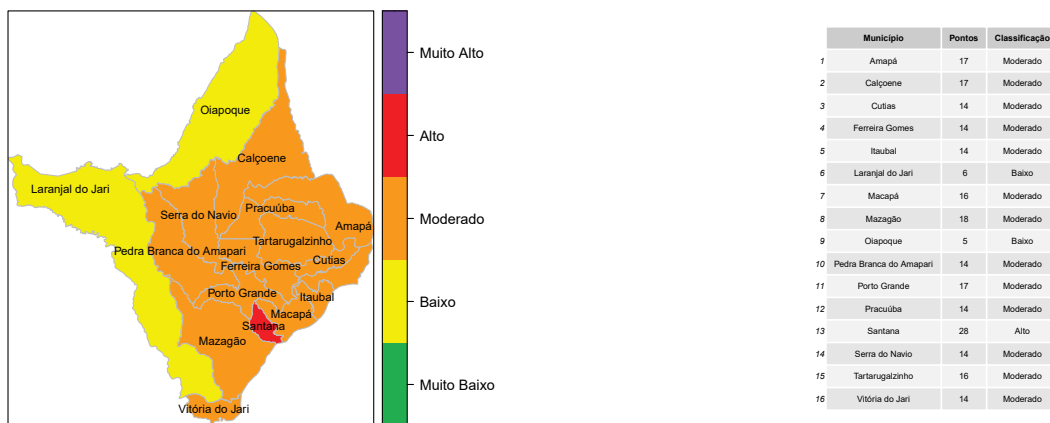 Oiapoque
Calçoene
Laranjal do Jari
Pracuúba
Serra do Navio
Amapá
Tartarugalzinho
Pedra Branca do Amapari
Cutias
Ferreira Gomes
Porto Grande
Itaubal
Macapá
Santana
Mazagão
Vitória do Jari
Muito Alto
Alto
Moderado
Baixo
Muito Baixo
Município Pontos Classificação
1 Amapá 17 Moderado
2 Calçoene 17 Moderado
3 Cutias 14 Moderado
4 Ferreira Gomes 14 Moderado
5 Itaubal 14 Moderado
6 Laranjal do Jari 6 Baixo
7 Macapá 16 Moderado
8 Mazagão 18 Moderado
9 Oiapoque 5 Baixo
10 Pedra Branca do Amapari 14 Moderado
11 Porto Grande 17 Moderado
12 Pracuúba 14 Moderado
13 Santana 28 Alto
14 Serra do Navio 14 Moderado
15 Tartarugalzinho 16 Moderado
16 Vitória do Jari 14 Moderado